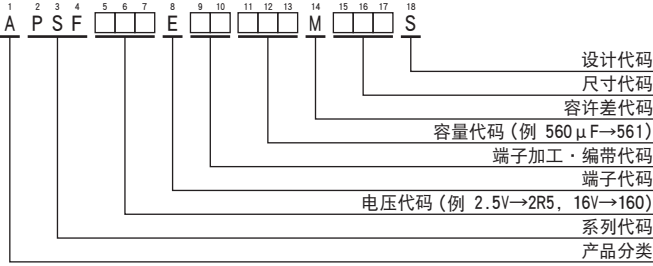 1 2 3 4 5 6 7 8 9 10 11 12 13 14 15 16 17 18
A P S F □□□ E □□ □□□ M □□□ S
设计代码
尺寸代码
容许差代码
容量代码（例 560μF→561）
端子加工・编带代码
端子代码
电压代码（例 2.5V→2R5, 16V→160）
系列代码
产品分类